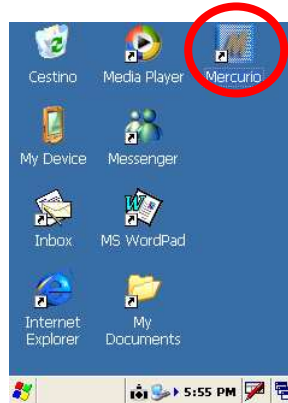 Cestino Media Player Mercurio
My Device Messenger
Inbox MS WordPad
Internet Explorer
My Documents
5:55 PM